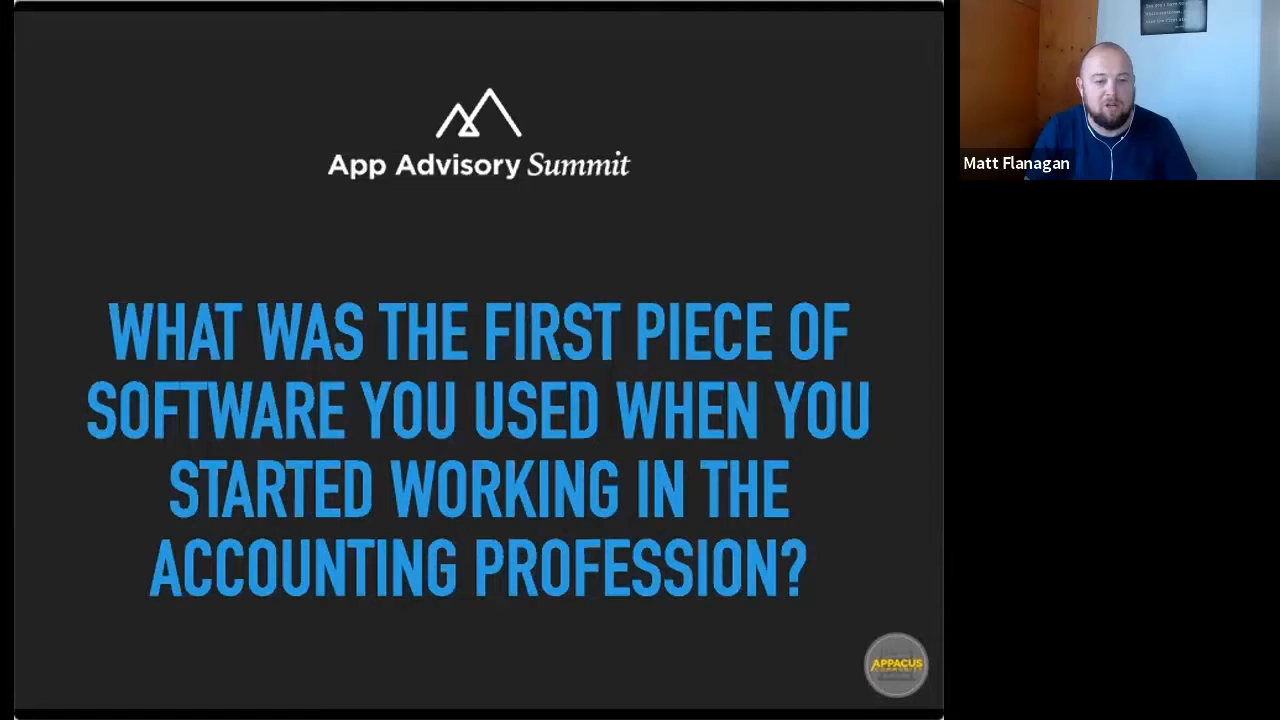 App Advisory Summit
WHAT WAS THE FIRST PIECE OF
SOFTWARE YOU USED WHEN YOU
STARTED WORKING IN THE
ACCOUNTING PROFESSION?
APPACUS
COMMUNITY
Matt Flanagan